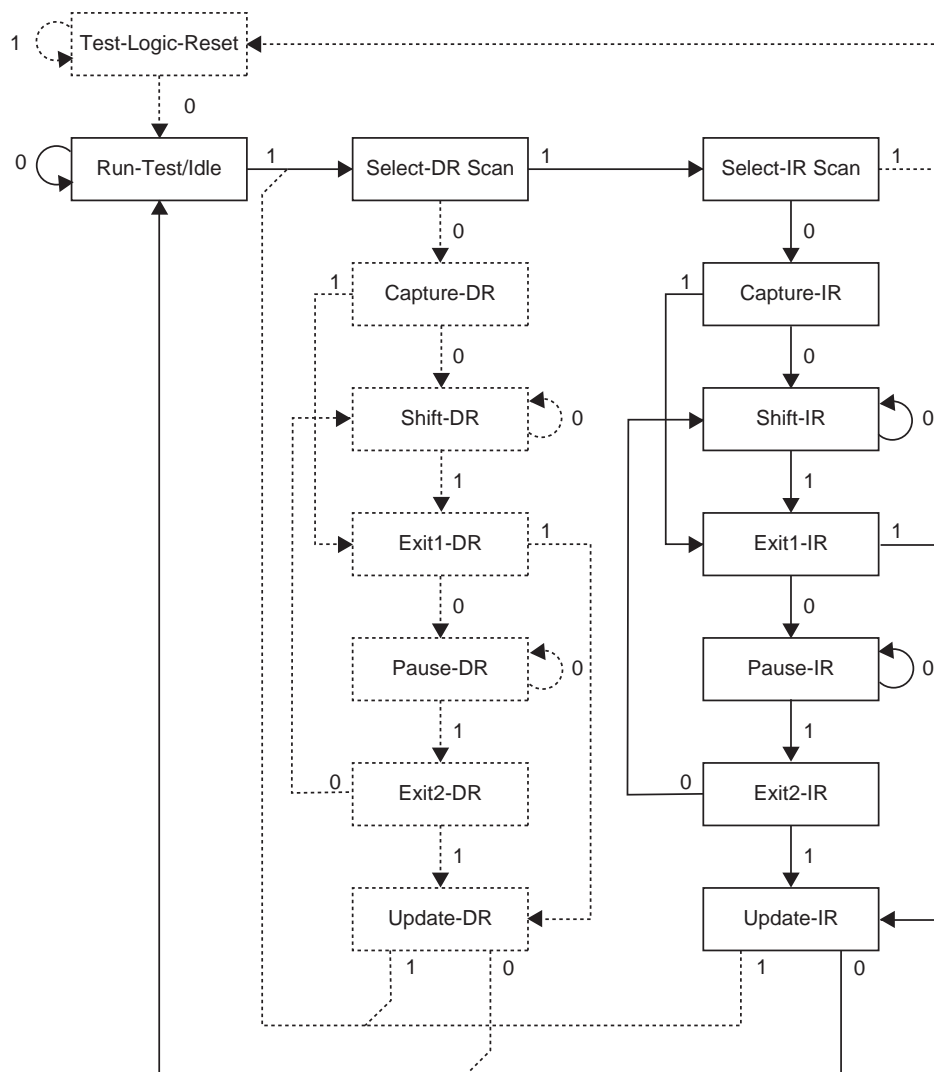 1
Test-Logic-Reset
0
0
Run-Test/Idle
1
Select-DR Scan
1
Select-IR Scan
1
0
0
1
Capture-DR
1
Capture-IR
0
0
Shift-DR
0
Shift-IR
0
1
1
Exit1-DR
1
Exit1-IR
1
0
0
Pause-DR
0
Pause-IR
0
1
1
0
Exit2-DR
0
Exit2-IR
1
1
Update-DR
Update-IR
1
0
1
0